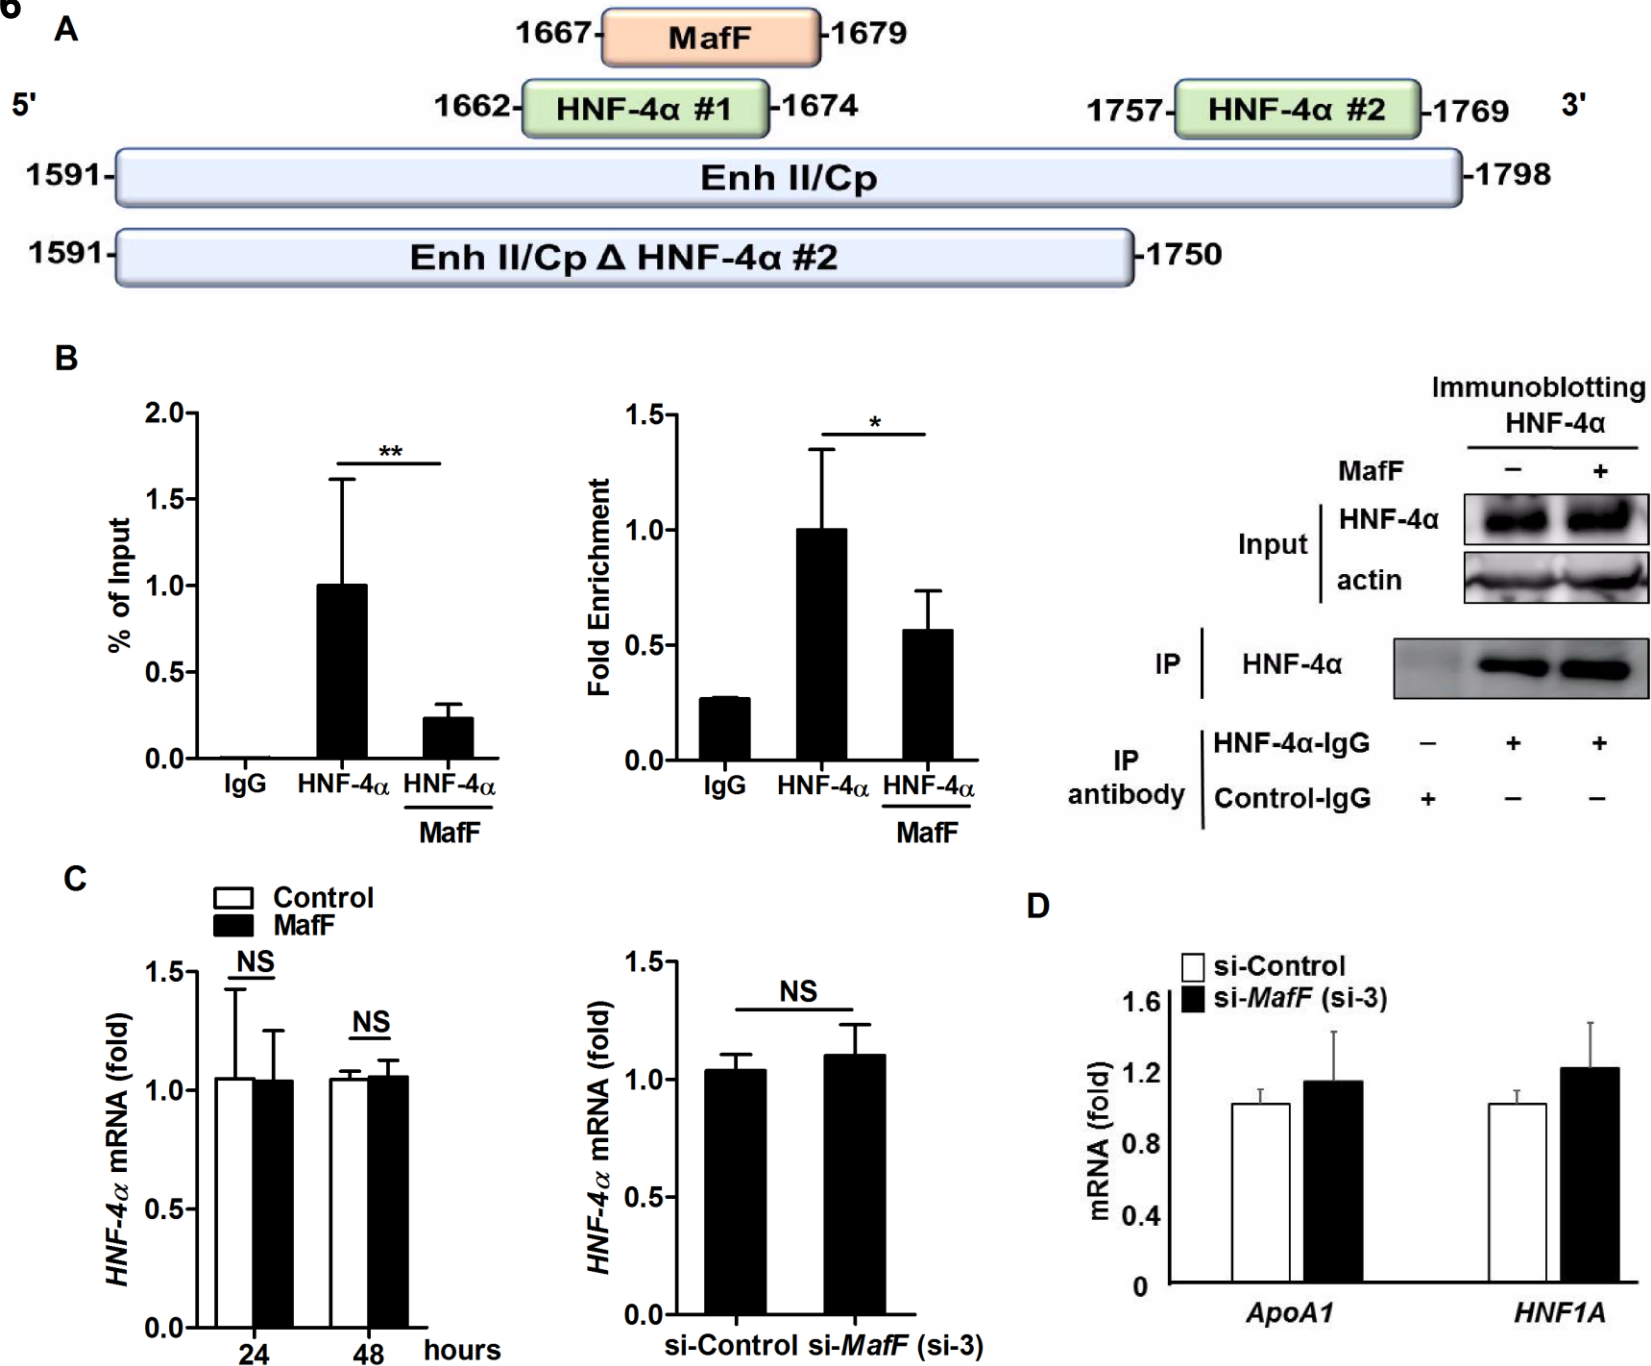 6
A
1667- MafF -1679
5' 1662- HNF-4α #1 -1674 1757- HNF-4α #2 -1769 3'
1591- Enh II/Cp -1798
1591- Enh II/Cp Δ HNF-4α #2 -1750
B
% of Input
2.0
1.5
1.0
0.5
0.0
**
IgG HNF-4α HNF-4α
MafF
Fold Enrichment
1.5
1.0
0.5
0.0
*
IgG HNF-4α HNF-4α
MafF
Immunoblotting
HNF-4α
MafF – +
Input
HNF-4α
actin
IP HNF-4α
IP
antibody
HNF-4α-IgG – + +
Control-IgG + – –
C
Control
MafF
HNF-4α mRNA (fold)
1.5
1.0
0.5
0.0
NS
NS
24 48 hours
HNF-4α mRNA (fold)
1.5
1.0
0.5
0.0
NS
si-Control si-MafF (si-3)
D
si-Control
si-MafF (si-3)
mRNA (fold)
1.6
1.2
0.8
0.4
0
ApoA1 HNF1A